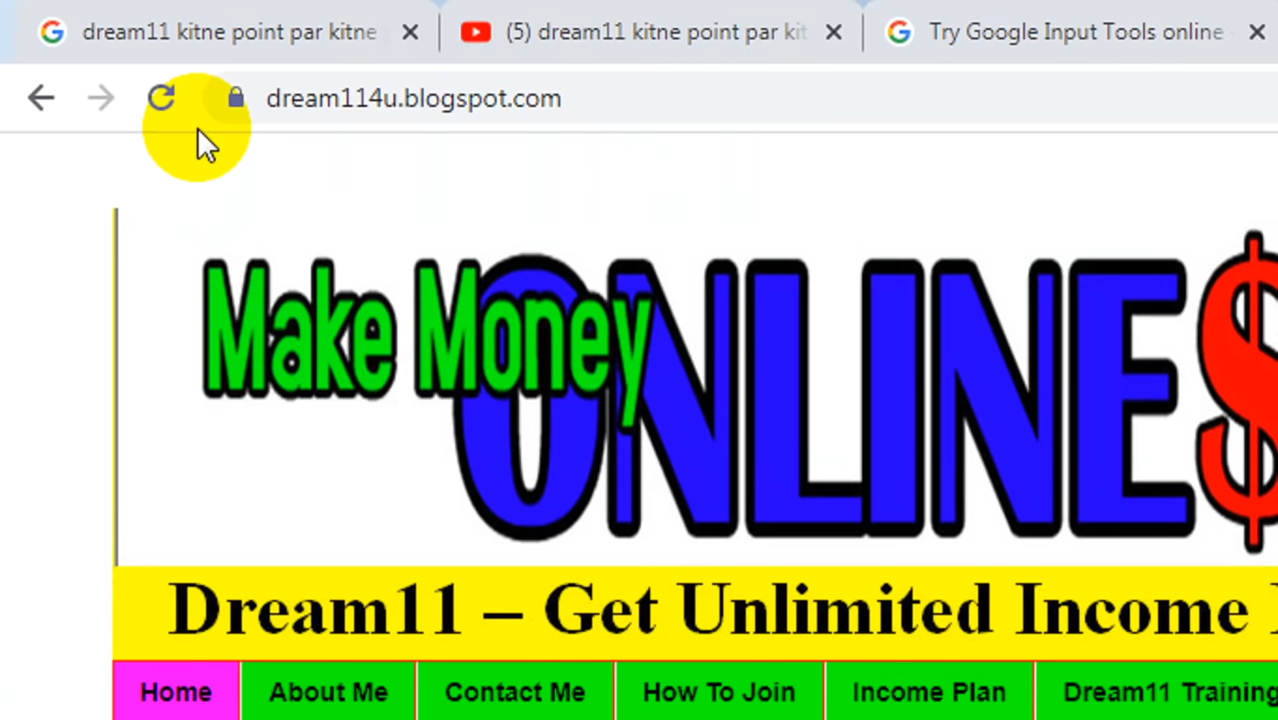 dream11 kitne point par kitne
(5) dream11 kitne point par kit
Try Google Input Tools online
dream114u.blogspot.com
Make Money ONLINE$
Dream11 – Get Unlimited Income
Home About Me Contact Me How To Join Income Plan Dream11 Training